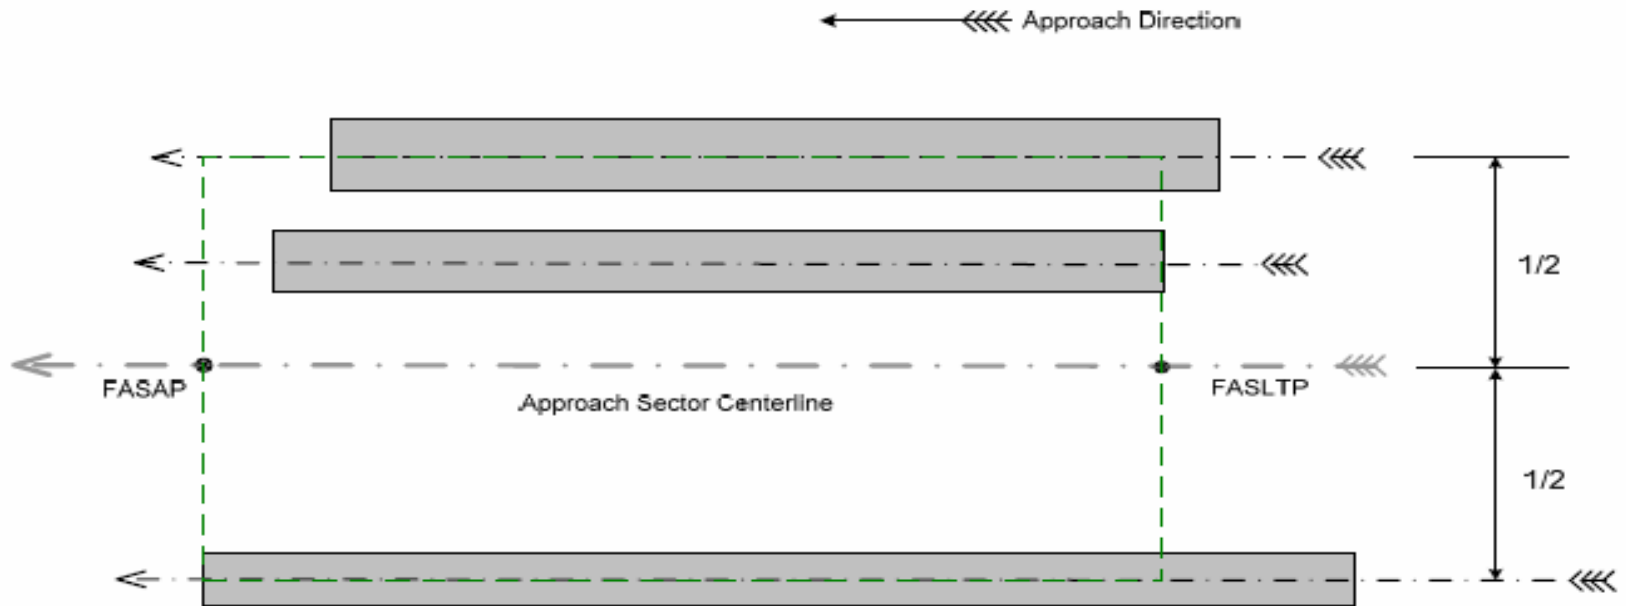 Approach Direction
1/2
FASAP
Approach Sector Centerline
FASLTP
1/2